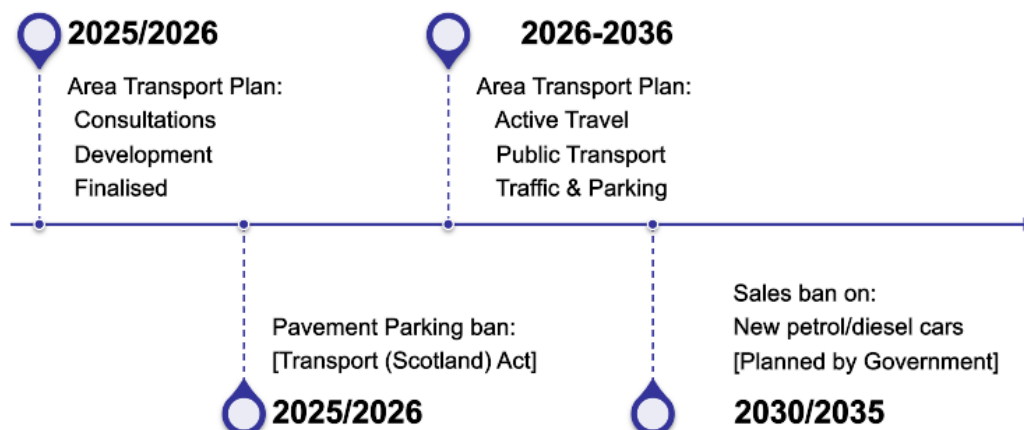 2025/2026
Area Transport Plan:
Consultations
Development
Finalised
2026-2036
Area Transport Plan:
Active Travel
Public Transport
Traffic & Parking
Pavement Parking ban:
[Transport (Scotland) Act]
2025/2026
Sales ban on:
New petrol/diesel cars
[Planned by Government]
2030/2035